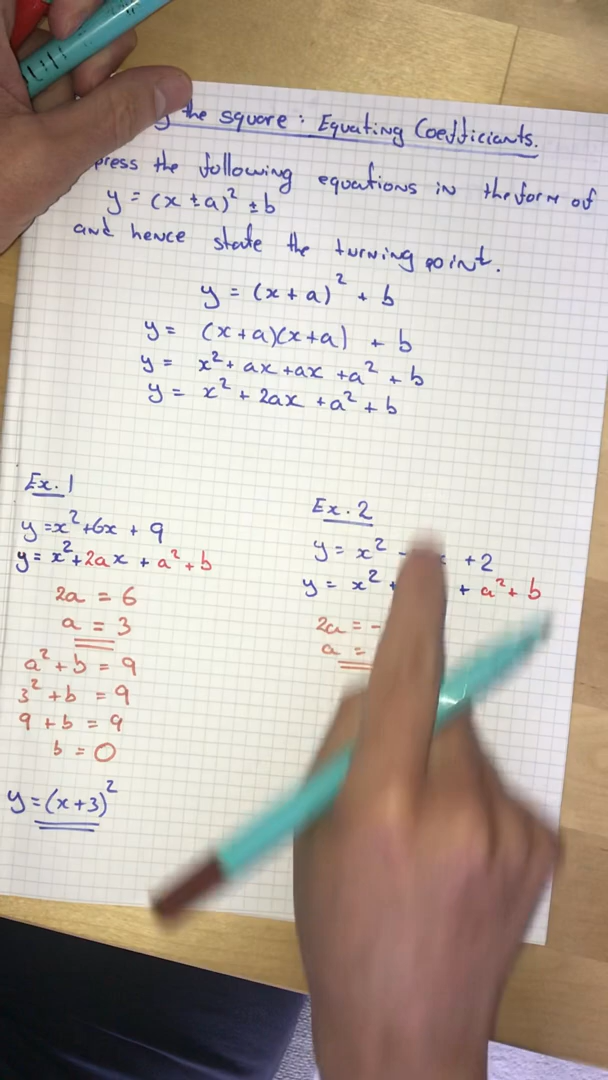 the square : Equating Coefficients.
the following equations in the form of
y = (x ± a)² ± b
and hence state the turning point.
y = (x + a)² + b
y = (x + a)(x + a) + b
y = x² + ax + ax + a² + b
y = x² + 2ax + a² + b
Ex. 1
y = x² + 6x + 9
y = x² + 2ax + a² + b
2a = 6
a = 3
a² + b = 9
3² + b = 9
9 + b = 9
b = 0
y = (x + 3)²
Ex. 2
y = x² - +2
y = x² + + a² + b
2a = -
a =